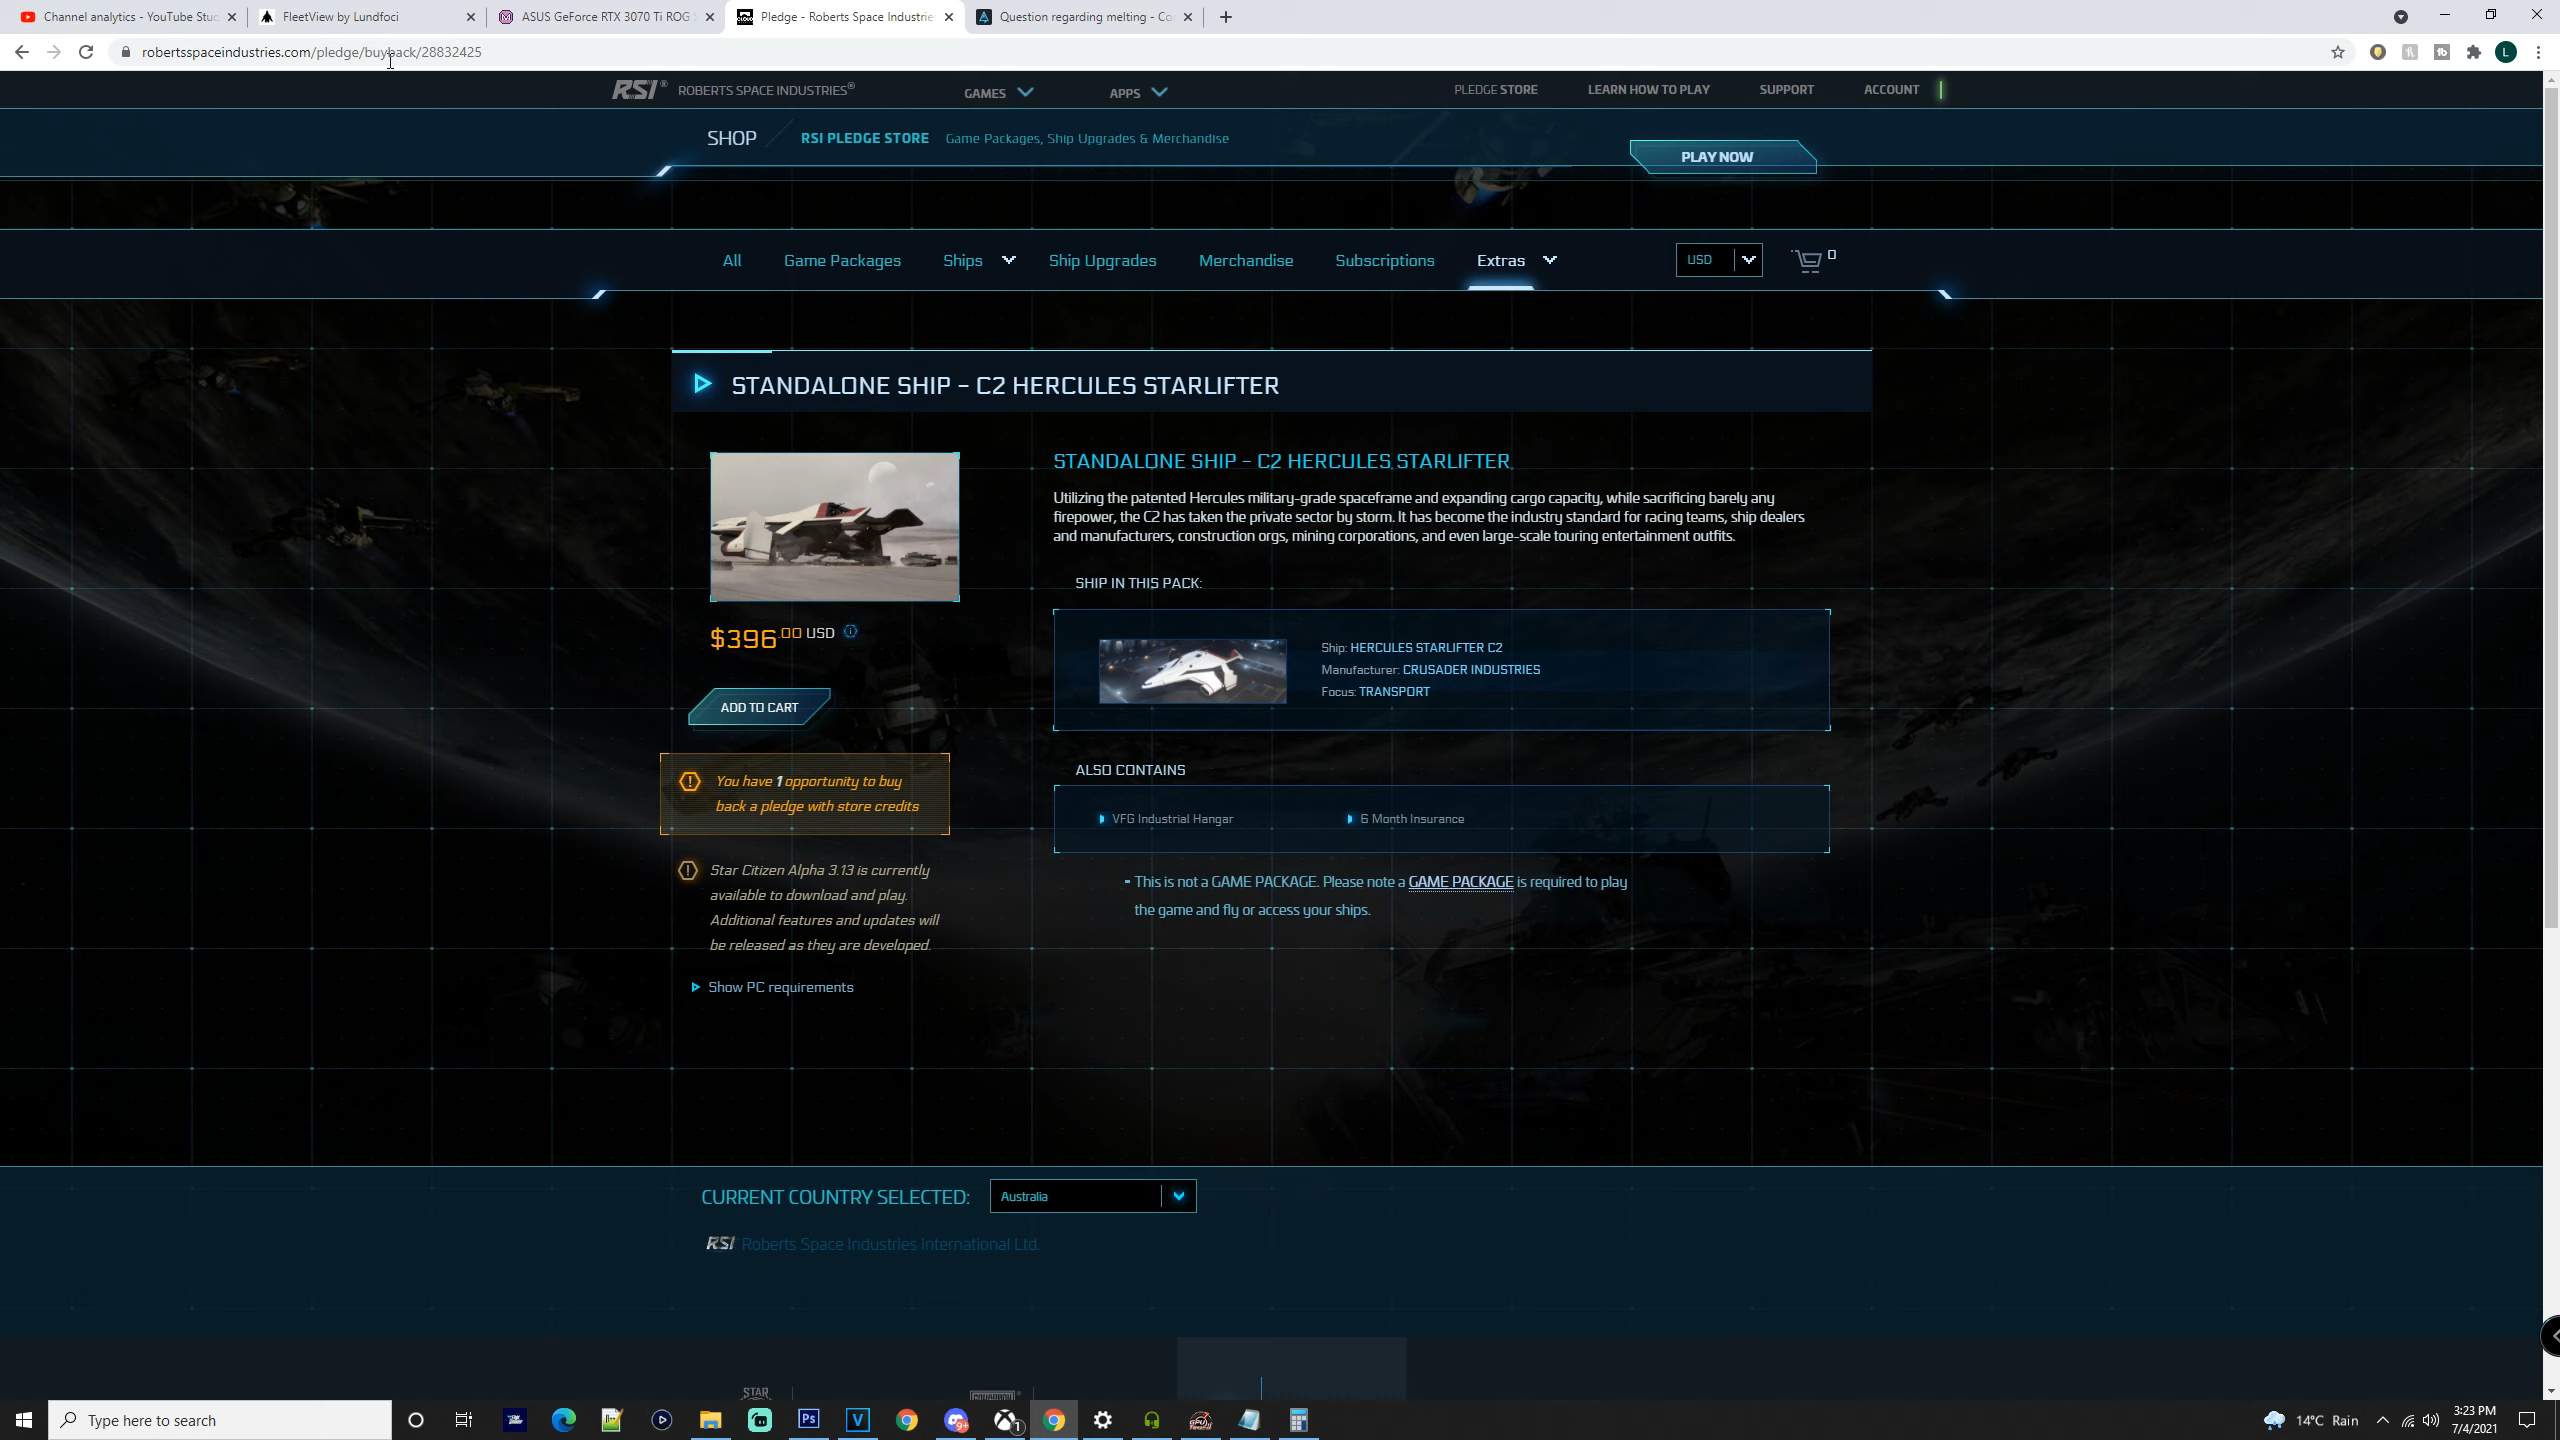 Channel analytics - YouTube Stud
FleetView by Lundfoci
ASUS GeForce RTX 3070 Ti ROG S
Pledge - Roberts Space Industries
Question regarding melting - Co
robertsspaceindustries.com/pledge/buyback/28832425
L
RSI® ROBERTS SPACE INDUSTRIES®
GAMES
APPS
PLEDGE STORE
LEARN HOW TO PLAY
SUPPORT
ACCOUNT
SHOP
RSI PLEDGE STORE
Game Packages, Ship Upgrades & Merchandise
PLAY NOW
All
Game Packages
Ships
Ship Upgrades
Merchandise
Subscriptions
Extras
USD
0
STANDALONE SHIP - C2 HERCULES STARLIFTER
$396.00 USD
ADD TO CART
You have 1 opportunity to buy
back a pledge with store credits
Star Citizen Alpha 3.13 is currently
available to download and play.
Additional features and updates will
be released as they are developed.
Show PC requirements
STANDALONE SHIP - C2 HERCULES STARLIFTER
Utilizing the patented Hercules military-grade spaceframe and expanding cargo capacity, while sacrificing barely any
firepower, the C2 has taken the private sector by storm. It has become the industry standard for racing teams, ship dealers
and manufacturers, construction orgs, mining corporations, and even large-scale touring entertainment outfits.
SHIP IN THIS PACK:
Ship: HERCULES STARLIFTER C2
Manufacturer: CRUSADER INDUSTRIES
Focus: TRANSPORT
ALSO CONTAINS
VFG Industrial Hangar
6 Month Insurance
- This is not a GAME PACKAGE. Please note a GAME PACKAGE is required to play
the game and fly or access your ships.
CURRENT COUNTRY SELECTED:
Australia
RSI Roberts Space Industries International Ltd.
STAR
Type here to search
Ps
V
9+
1
GPU
14°C Rain
3:23 PM
7/4/2021